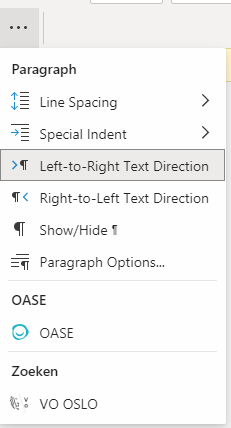 Paragraph
Line Spacing
Special Indent
Left-to-Right Text Direction
Right-to-Left Text Direction
Show/Hide ¶
Paragraph Options...
OASE
OASE
Zoeken
VO OSLO